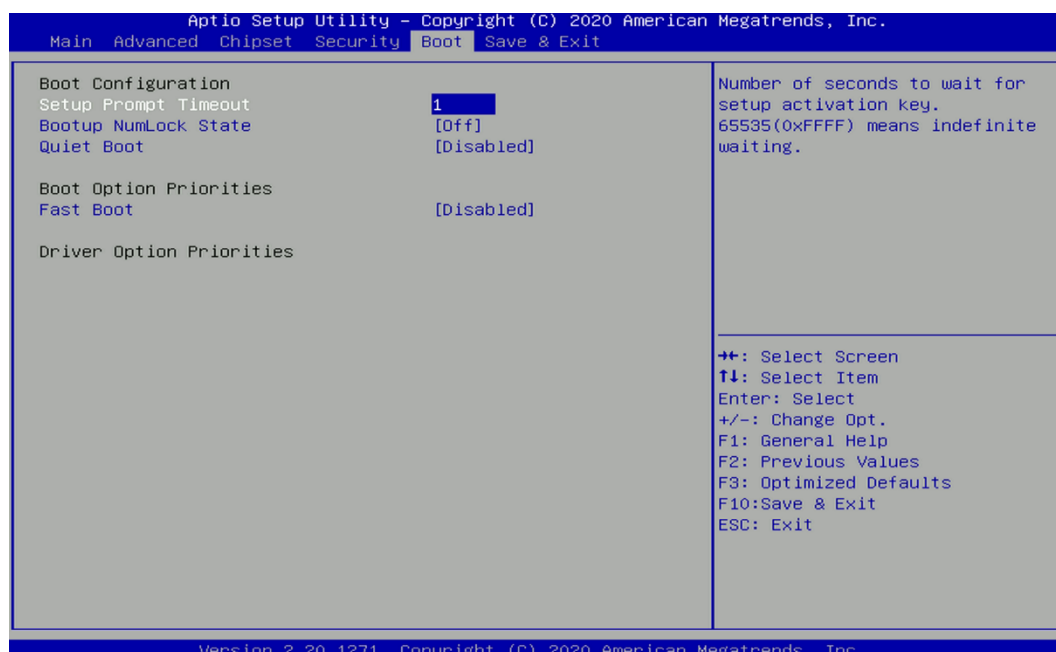 Aptio Setup Utility – Copyright (C) 2020 American Megatrends, Inc.
Main Advanced Chipset Security Boot Save & Exit
Boot Configuration
Setup Prompt Timeout 1
Bootup NumLock State [Off]
Quiet Boot [Disabled]
Boot Option Priorities
Fast Boot [Disabled]
Driver Option Priorities
Number of seconds to wait for
setup activation key.
65535(0xFFFF) means indefinite
waiting.
→←: Select Screen
↑↓: Select Item
Enter: Select
+/-: Change Opt.
F1: General Help
F2: Previous Values
F3: Optimized Defaults
F10:Save & Exit
ESC: Exit
Version 2.20.1271. Copyright (C) 2020 American Megatrends, Inc.